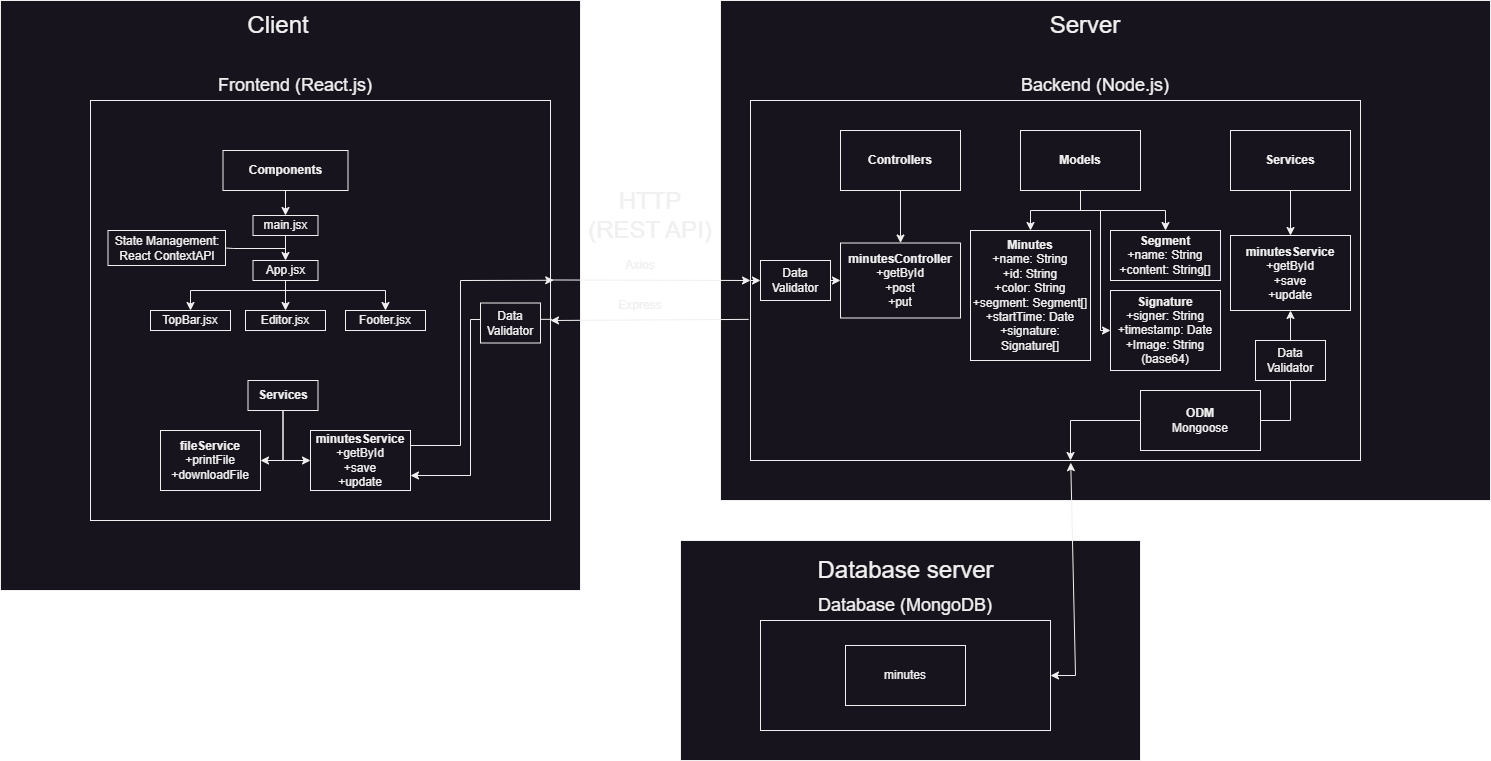 Client
Frontend (React.js)
Components
main.jsx
State Management:
React ContextAPI
App.jsx
TopBar.jsx
Editor.jsx
Footer.jsx
Services
fileService
+printFile
+downloadFile
minutesService
+getById
+save
+update
Data
Validator
HTTP
(REST API)
Axios
Express
Server
Backend (Node.js)
Controllers
Models
Services
Data
Validator
minutesController
+getById
+post
+put
Minutes
+name: String
+id: String
+color: String
+segment: Segment[]
+startTime: Date
+signature:
Signature[]
Segment
+name: String
+content: String[]
Signature
+signer: String
+timestamp: Date
+Image: String
(base64)
minutesService
+getById
+save
+update
Data
Validator
ODM
Mongoose
Database server
Database (MongoDB)
minutes